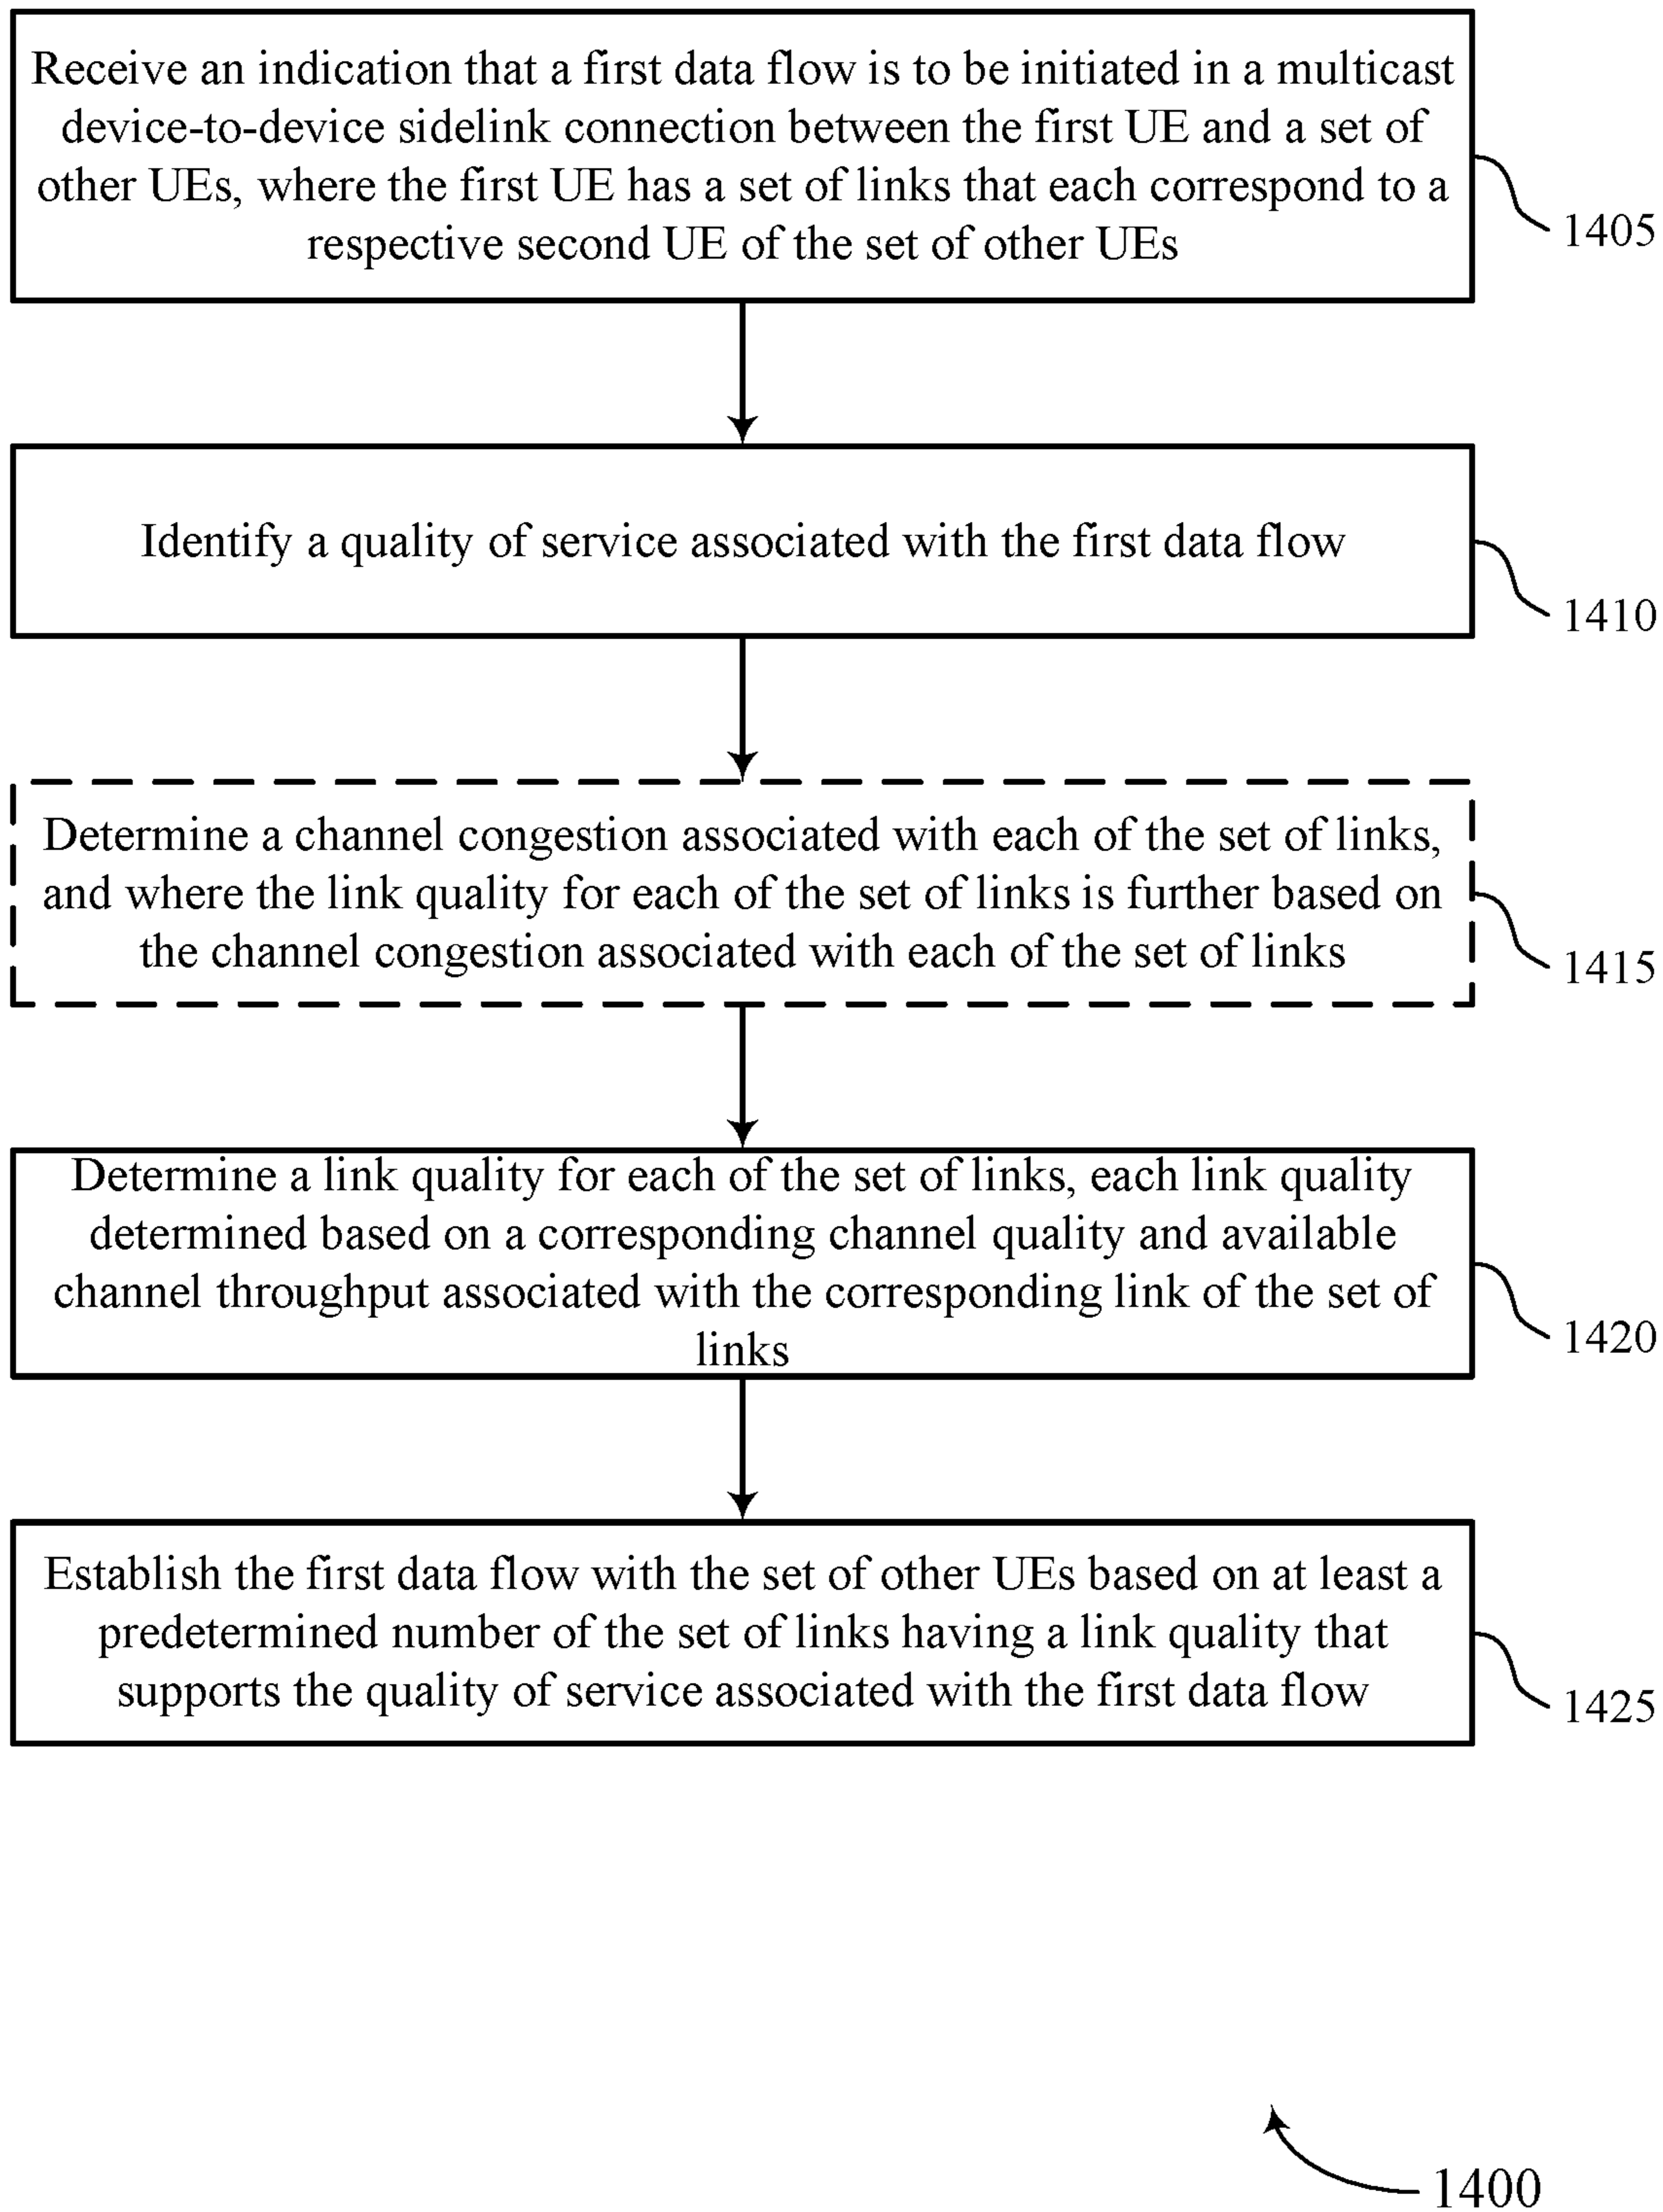 Receive an indication that a first data flow is to be initiated in a multicast
device-to-device sidelink connection between the first UE and a set of
other UEs, where the first UE has a set of links that each correspond to a
respective second UE of the set of other UEs
1405
Identify a quality of service associated with the first data flow
1410
Determine a channel congestion associated with each of the set of links,
and where the link quality for each of the set of links is further based on
the channel congestion associated with each of the set of links
1415
Determine a link quality for each of the set of links, each link quality
determined based on a corresponding channel quality and available
channel throughput associated with the corresponding link of the set of
links
1420
Establish the first data flow with the set of other UEs based on at least a
predetermined number of the set of links having a link quality that
supports the quality of service associated with the first data flow
1425
1400